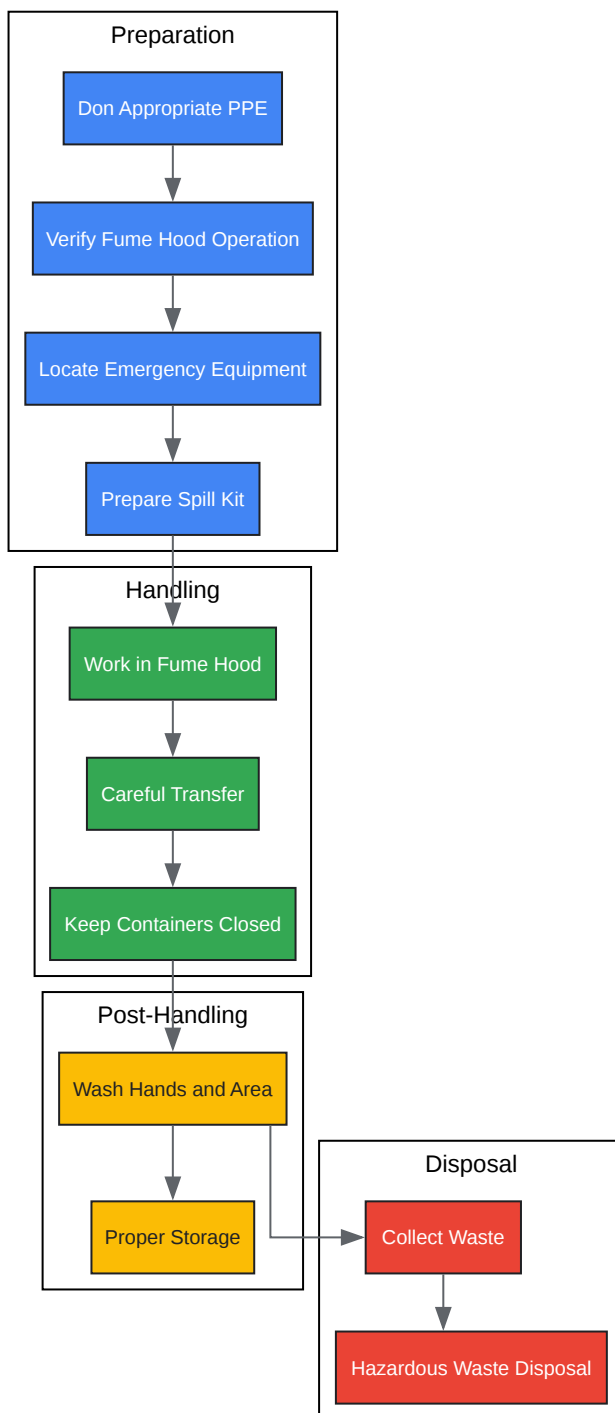 Preparation
Don Appropriate PPE
Verify Fume Hood Operation
Locate Emergency Equipment
Prepare Spill Kit
Handling
Work in Fume Hood
Careful Transfer
Keep Containers Closed
Post-Handling
Wash Hands and Area
Proper Storage
Disposal
Collect Waste
Hazardous Waste Disposal